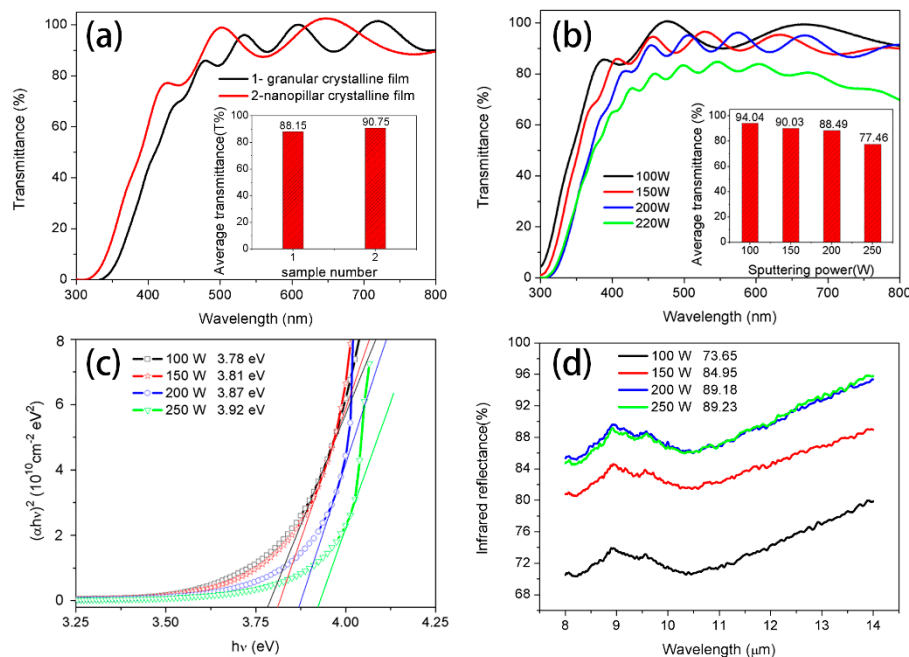 (a)
Transmittance (%)
100
80
60
40
20
0
300 400 500 600 700 800
Wavelength (nm)
1- granular crystalline film
2-nanopillar crystalline film
Average transmittance(T%)
100
80
60
40
20
0
88.15 90.75
1 2
sample number
(b)
Transmittance (%)
100
80
60
40
20
0
300 400 500 600 700 800
Wavelength (nm)
100W
150W
200W
220W
Average transmittance (%)
100
80
60
40
20
0
94.04 90.03 88.49 77.46
100 150 200 250
Sputtering power(W)
(c)
(αhν)² (10¹⁰cm⁻² eV²)
8
6
4
2
0
3.25 3.50 3.75 4.00 4.25
hν (eV)
100 W 3.78 eV
150 W 3.81 eV
200 W 3.87 eV
250 W 3.92 eV
(d)
Infrared reflectance(%)
100
96
92
88
84
80
76
72
68
8 9 10 11 12 13 14
Wavelength (μm)
100 W 73.65
150 W 84.95
200 W 89.18
250 W 89.23